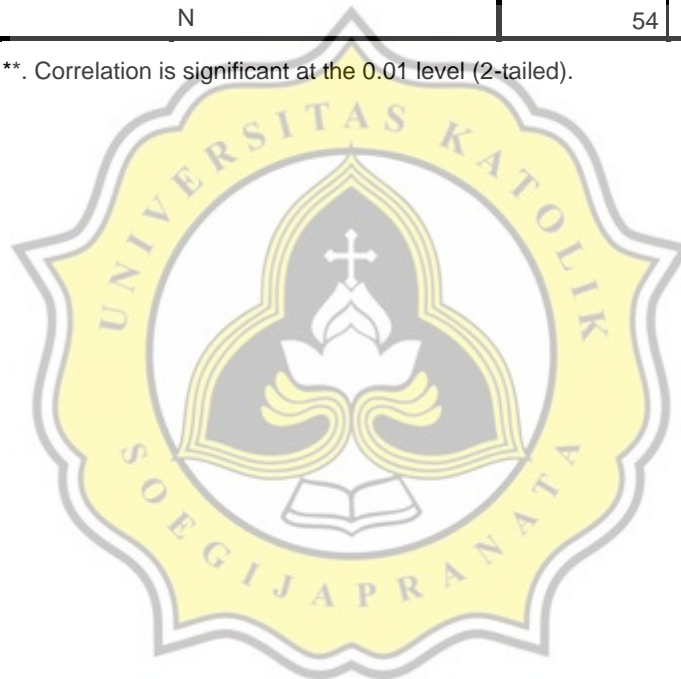 N 54
**. Correlation is significant at the 0.01 level (2-tailed).
UNIVERSITAS KATOLIK
SOEGIJAPRANATA